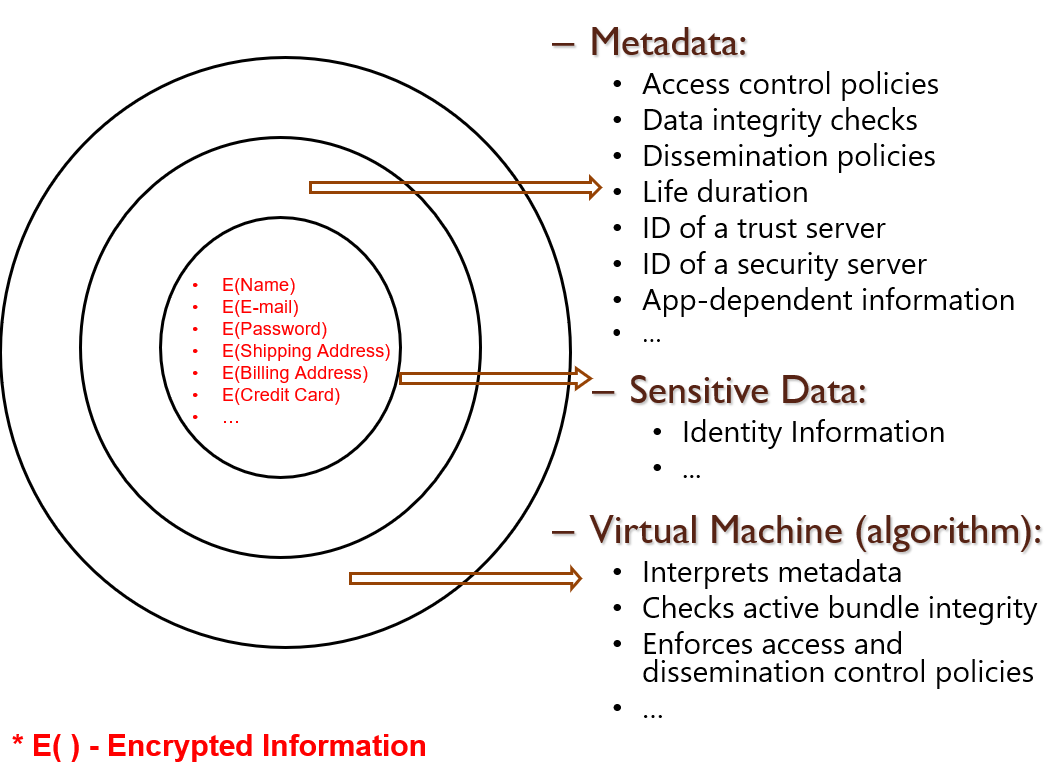 – Metadata:
• Access control policies
• Data integrity checks
• Dissemination policies
• Life duration
• ID of a trust server
• ID of a security server
• App-dependent information
• ...
• E(Name)
• E(E-mail)
• E(Password)
• E(Shipping Address)
• E(Billing Address)
• E(Credit Card)
• …
– Sensitive Data:
• Identity Information
• ...
– Virtual Machine (algorithm):
• Interprets metadata
• Checks active bundle integrity
• Enforces access and
dissemination control policies
• ...
* E( ) - Encrypted Information